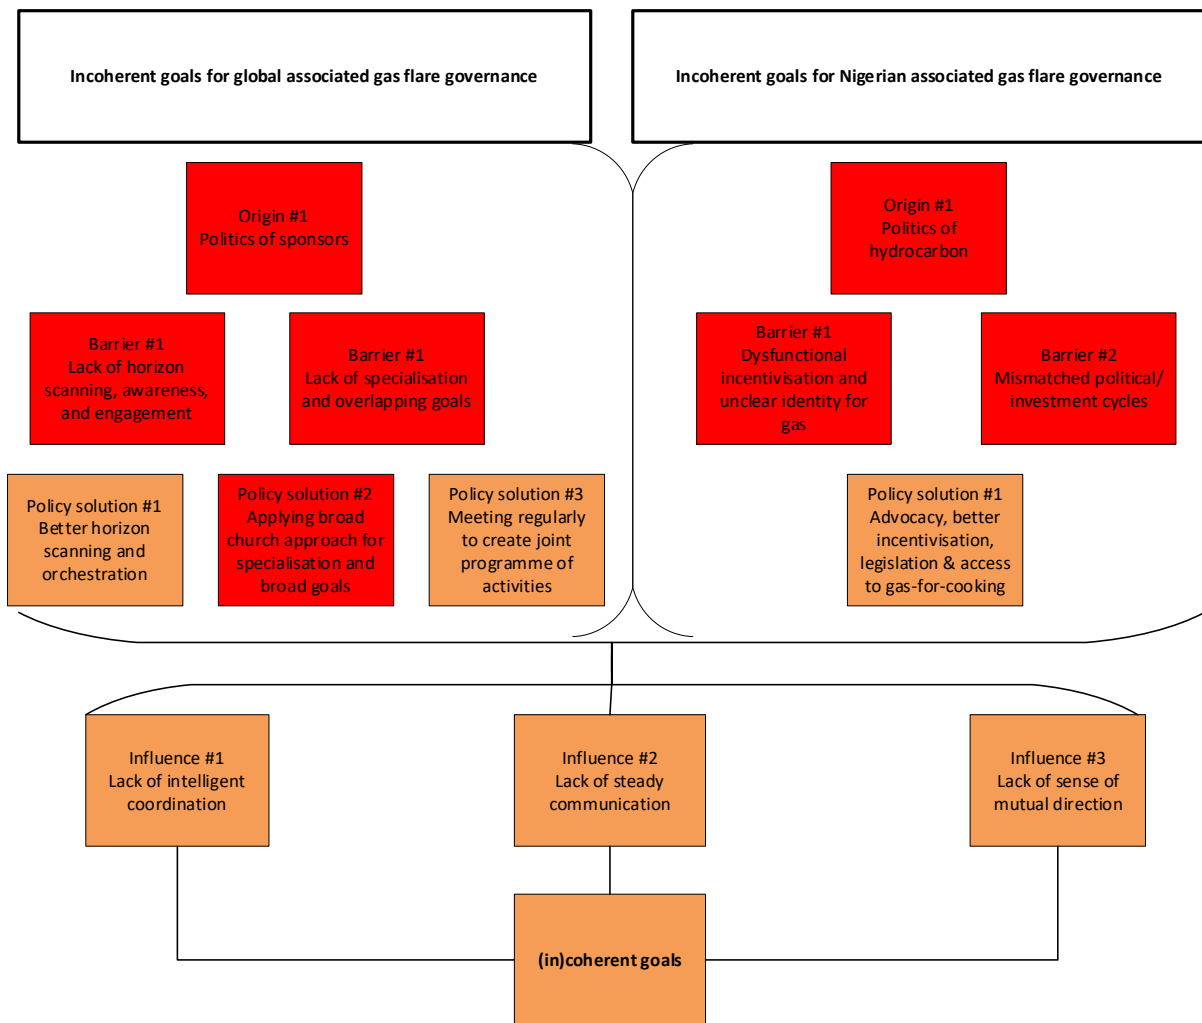 Incoherent goals for global associated gas flare governance
Incoherent goals for Nigerian associated gas flare governance
Origin #1
Politics of sponsors
Origin #1
Politics of
hydrocarbon
Barrier #1
Lack of horizon
scanning, awareness,
and engagement
Barrier #1
Lack of specialisation
and overlapping goals
Barrier #1
Dysfunctional
incentivisation and
unclear identity for
gas
Barrier #2
Mismatched political/
investment cycles
Policy solution #1
Better horizon
scanning and
orchestration
Policy solution #2
Applying broad
church approach for
specialisation and
broad goals
Policy solution #3
Meeting regularly
to create joint
programme of
activities
Policy solution #1
Advocacy, better
incentivisation,
legislation & access
to gas-for-cooking
Influence #1
Lack of intelligent
coordination
Influence #2
Lack of steady
communication
Influence #3
Lack of sense of
mutual direction
(in)coherent goals